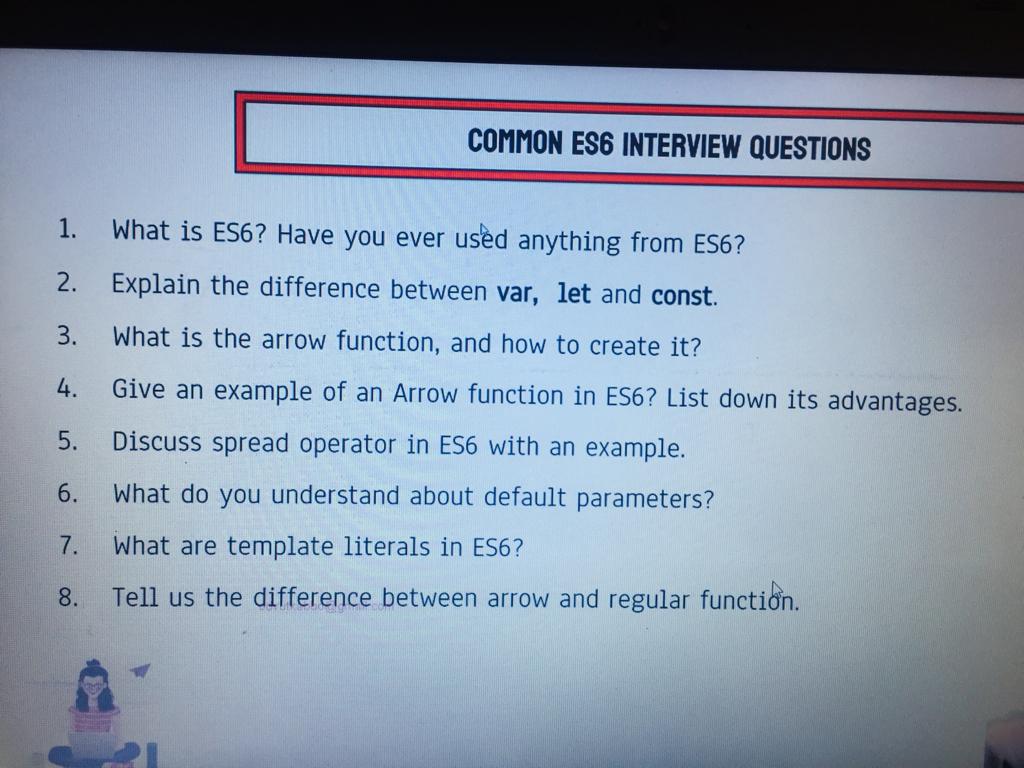 COMMON ES6 INTERVIEW QUESTIONS
1. What is ES6? Have you ever used anything from ES6?
2. Explain the difference between var, let and const.
3. What is the arrow function, and how to create it?
4. Give an example of an Arrow function in ES6? List down its advantages.
5. Discuss spread operator in ES6 with an example.
6. What do you understand about default parameters?
7. What are template literals in ES6?
8. Tell us the difference between arrow and regular function.